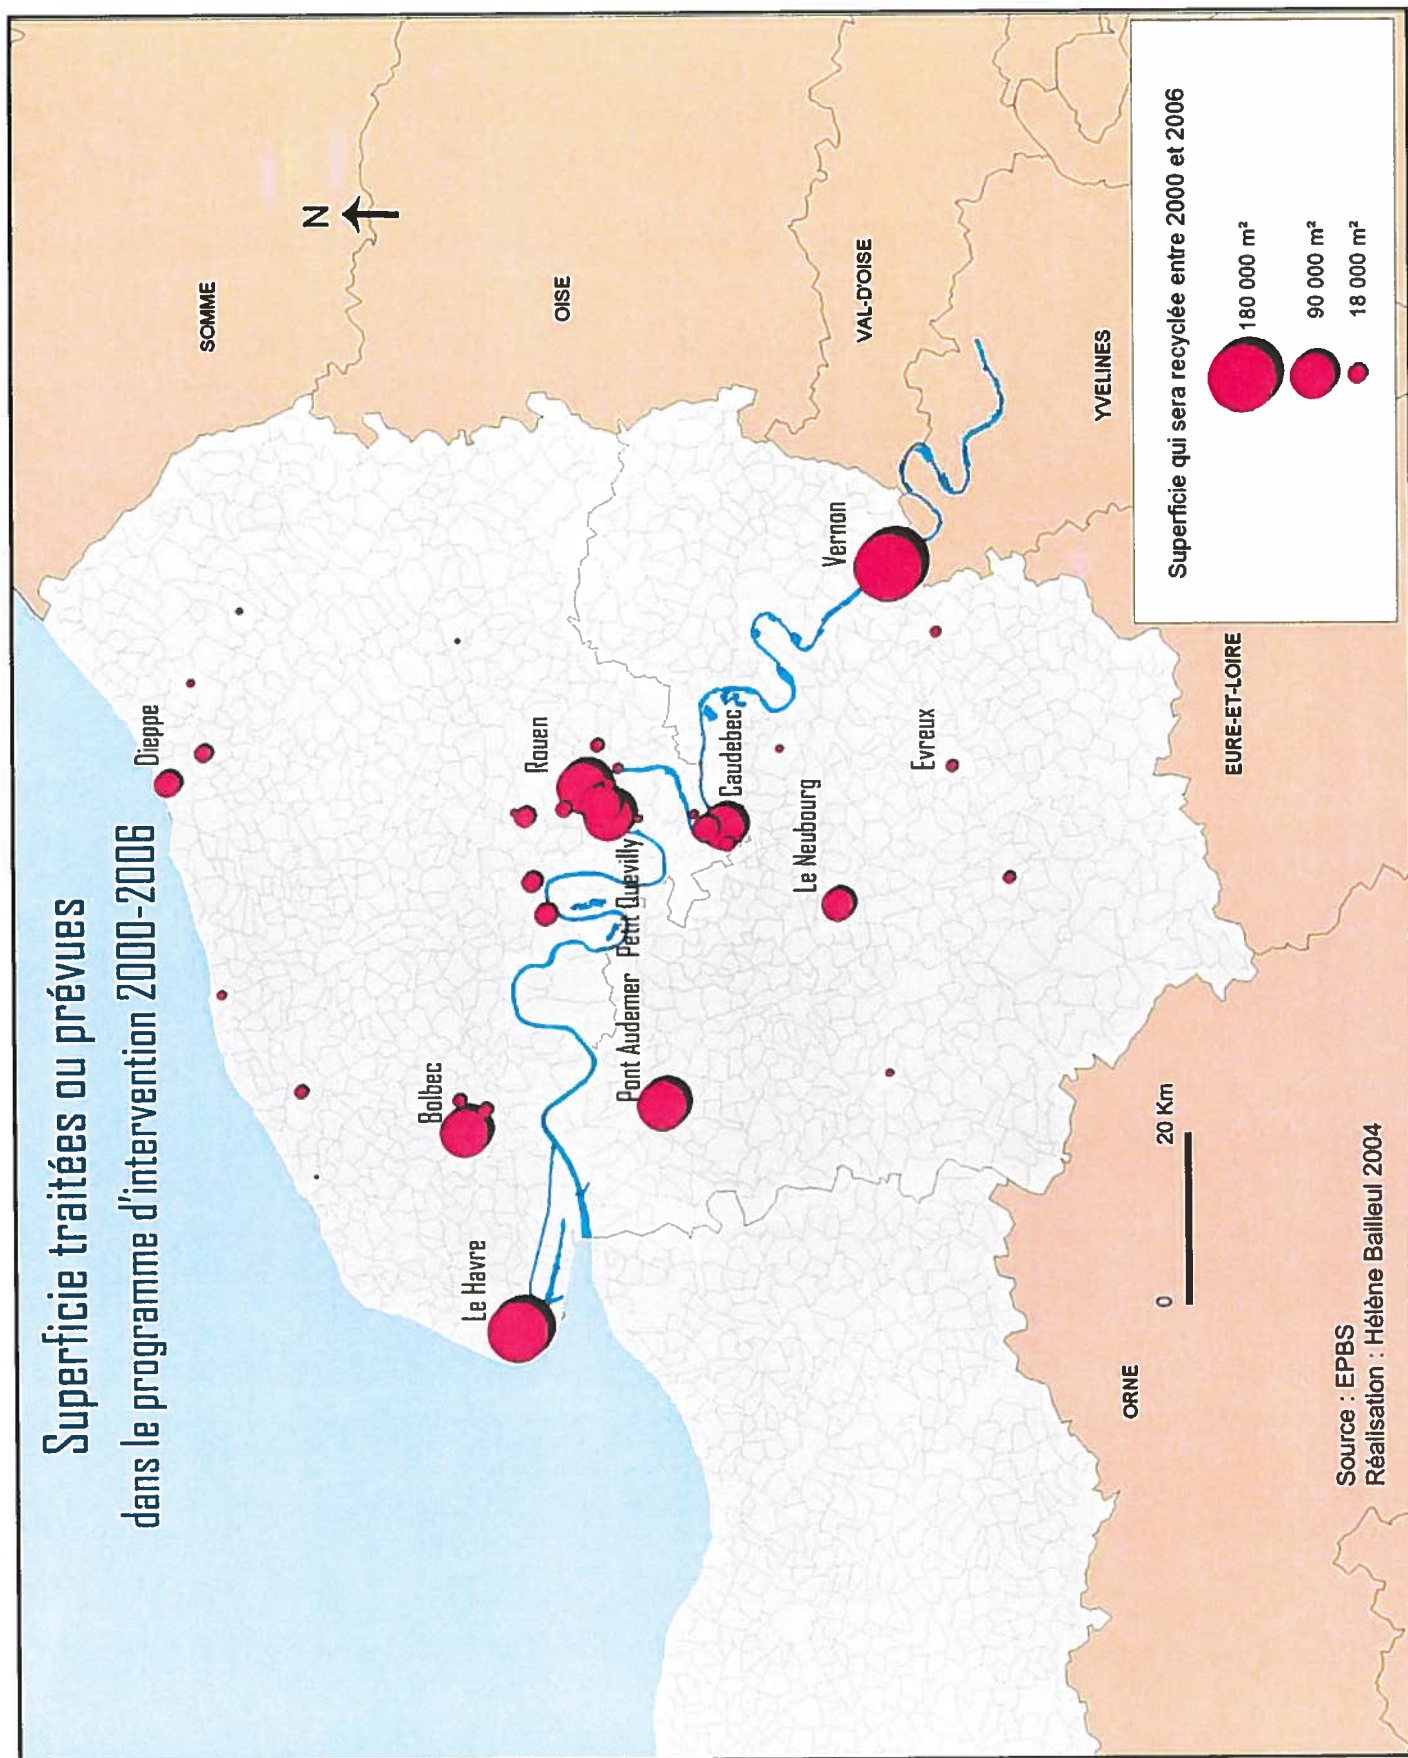 Superficie traitées ou prévues
dans le programme d'intervention 2000-2006
N
SOMME
OISE
VAL-D'OISE
YVELINES
EURE-ET-LOIRE
ORNE
Dieppe
Rouen
Bolbec
Le Havre
Petit Quevilly
Pont Audemer
Caudebec
Vernon
Le Neubourg
Evreux
Superficie qui sera recyclée entre 2000 et 2006
180 000 m²
90 000 m²
18 000 m²
0 20 Km
Source : EPBS
Réalisation : Hélène Bailleul 2004